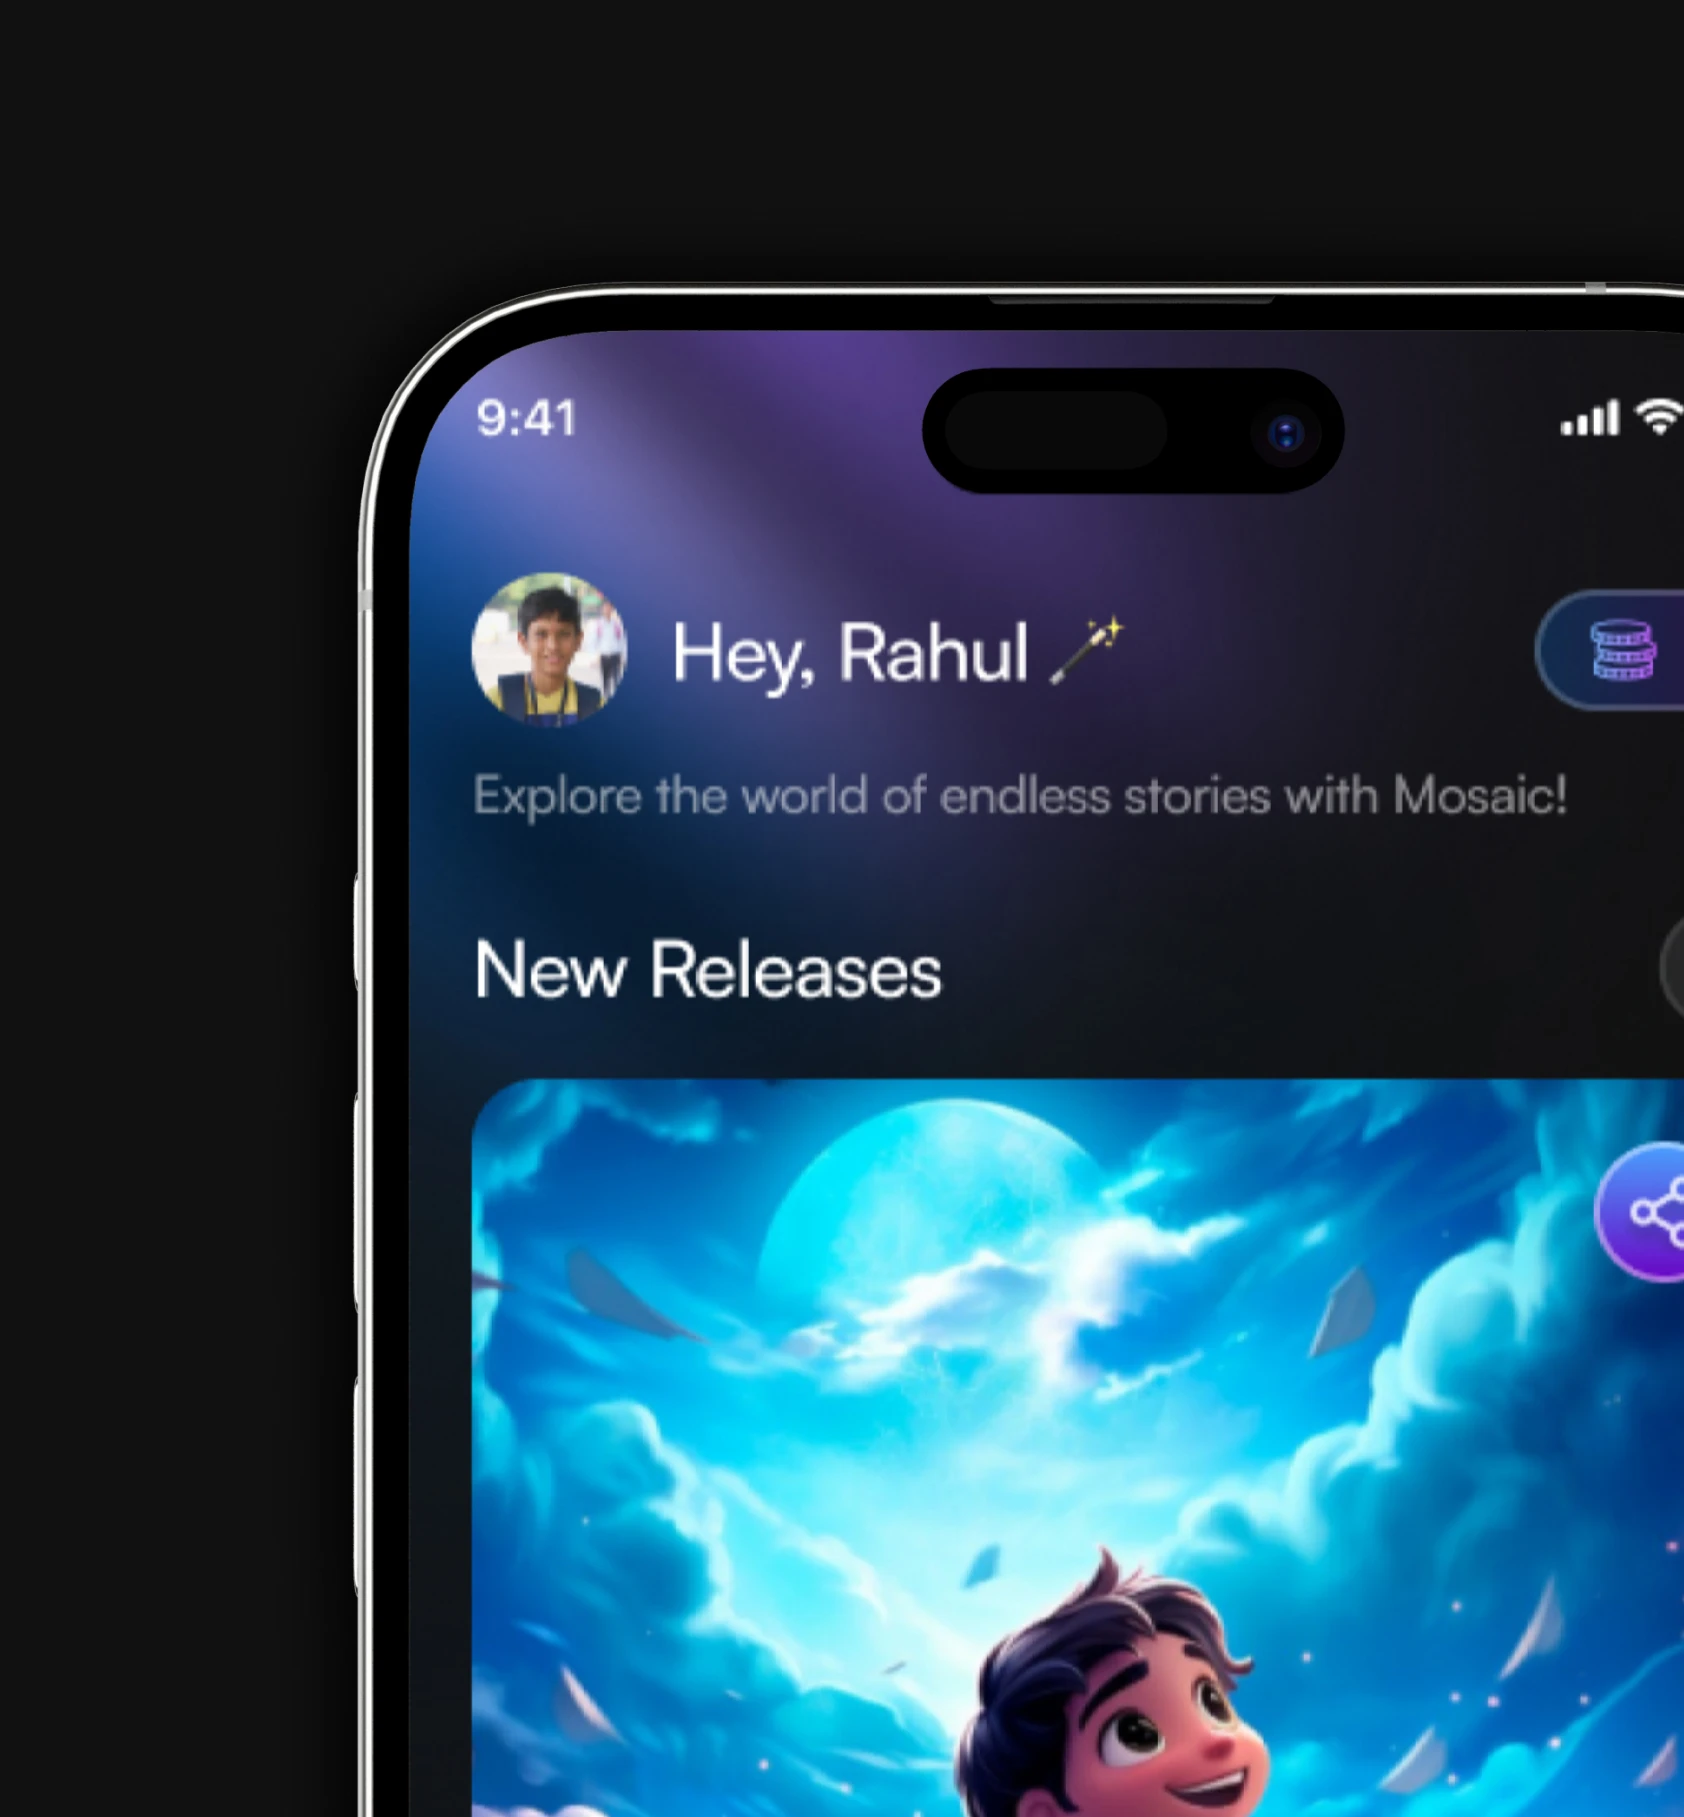 9:41
Hey, Rahul 🪄
Explore the world of endless stories with Mosaic!
New Releases